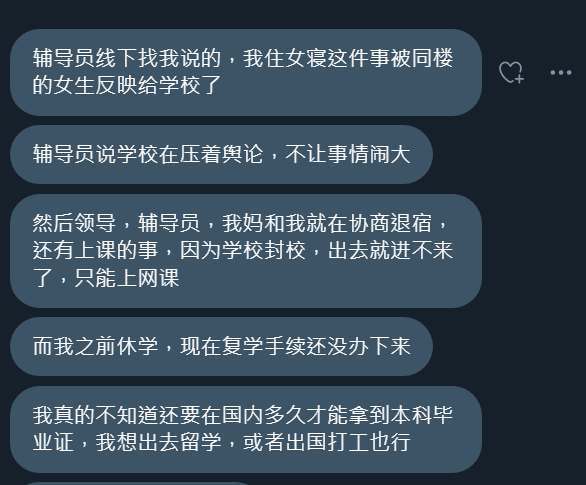 辅导员线下找我说的，我住女寝这件事被同楼
的女生反映给学校了
辅导员说学校在压着舆论，不让事情闹大
然后领导，辅导员，我妈和我就在协商退宿，
还有上课的事，因为学校封校，出去就进不来
了，只能上网课
而我之前休学，现在复学手续还没办下来
我真的不知道还要在国内多久才能拿到本科毕
业证，我想出去留学，或者出国打工也行